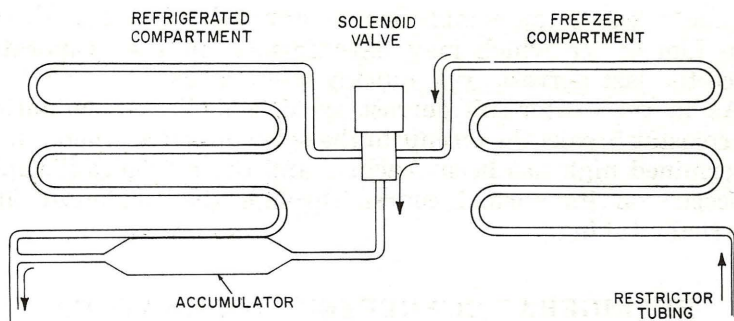 REFRIGERATED
COMPARTMENT
SOLENOID
VALVE
FREEZER
COMPARTMENT
ACCUMULATOR
RESTRICTOR
TUBING